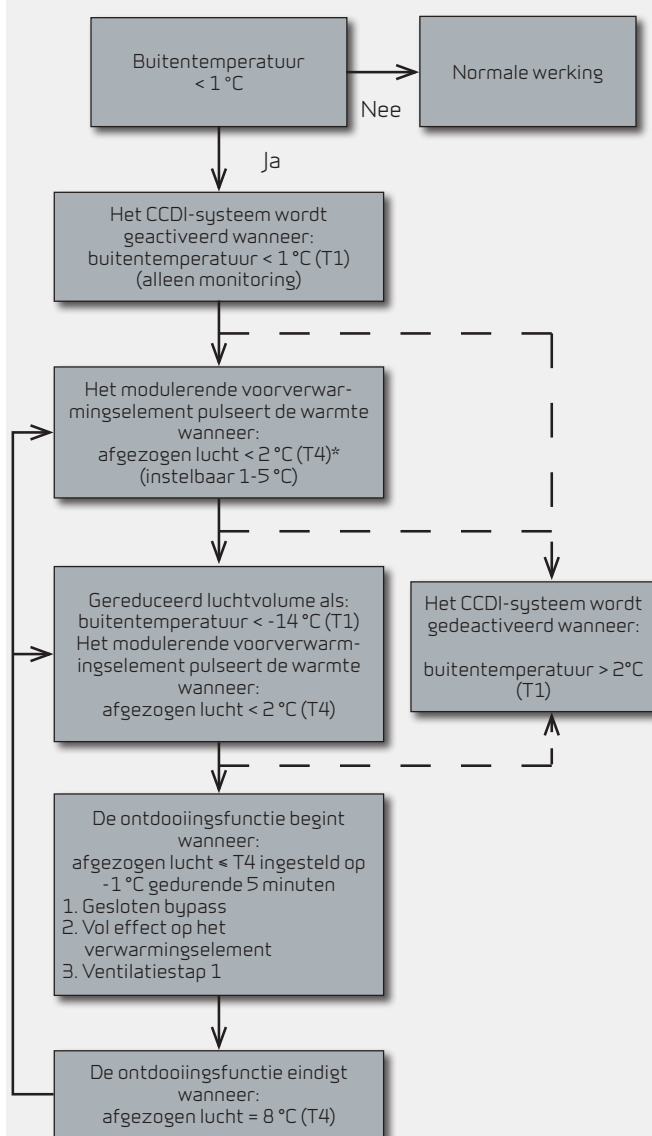 Buitentemperatuur
< 1 °C
Normale werking
Nee
Ja
Het CCDI-systeem wordt
geactiveerd wanneer:
buitentemperatuur < 1 °C (T1)
(alleen monitoring)
Het modulerende voorverwar-
mingselement pulseert de warmte
wanneer:
afgezogen lucht < 2 °C (T4)*
(instelbaar 1-5 °C)
Gereduceerd luchtvolume als:
buitentemperatuur < -14 °C (T1)
Het modulerende voorverwarm-
ingselement pulseert de warmte
wanneer:
afgezogen lucht < 2 °C (T4)
Het CCDI-systeem wordt
gedeactiveerd wanneer:
buitentemperatuur > 2°C
(T1)
De ontdooiingsfunctie begint
wanneer:
afgezogen lucht ≤ T4 ingesteld op
-1 °C gedurende 5 minuten
1. Gesloten bypass
2. Vol effect op het
verwarmingselement
3. Ventilatiestap 1
De ontdooiingsfunctie eindigt
wanneer:
afgezogen lucht = 8 °C (T4)